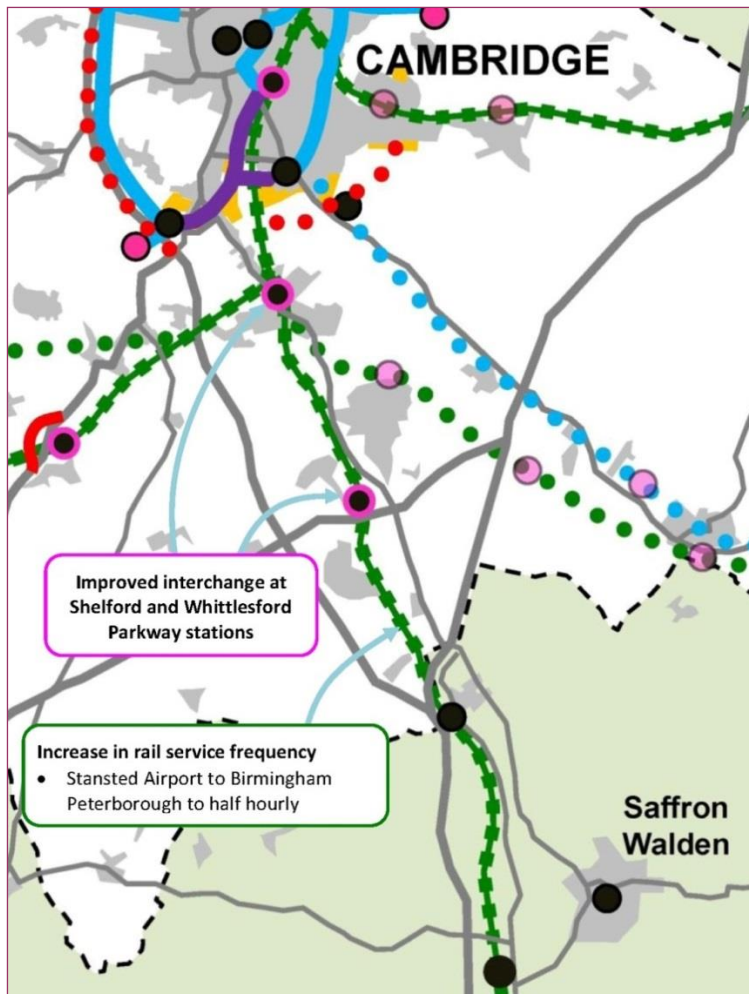 CAMBRIDGE
Improved interchange at
Shelford and Whittlesford
Parkway stations
Increase in rail service frequency
• Stansted Airport to Birmingham
Peterborough to half hourly
Saffron
Walden